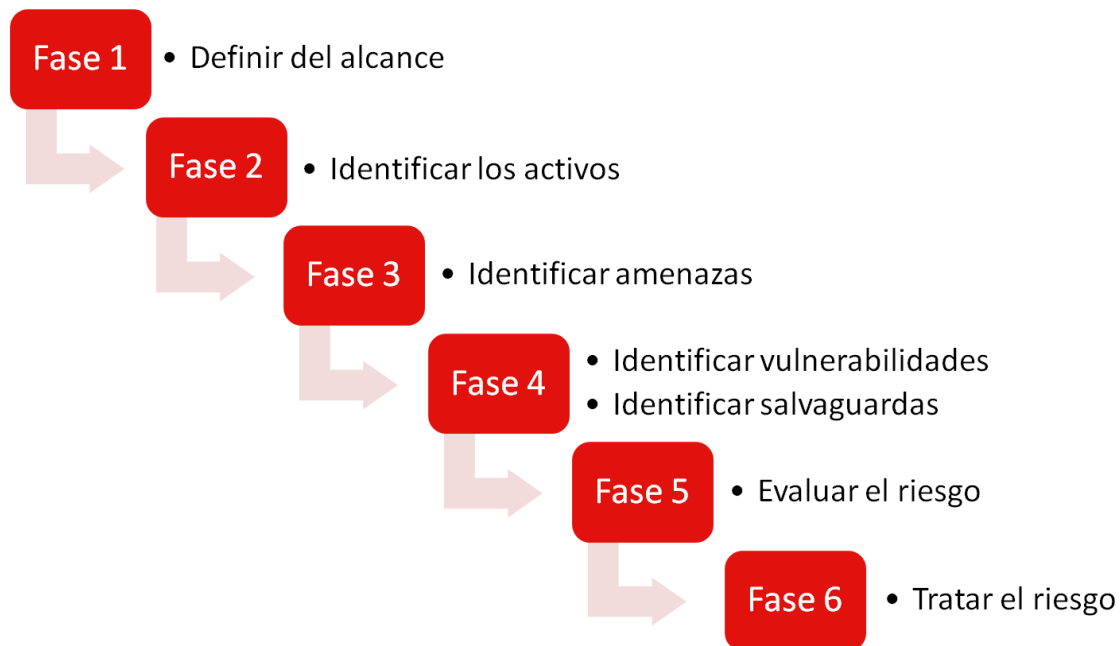 Fase 1
• Definir del alcance
Fase 2
• Identificar los activos
Fase 3
• Identificar amenazas
Fase 4
• Identificar vulnerabilidades
• Identificar salvaguardas
Fase 5
• Evaluar el riesgo
Fase 6
• Tratar el riesgo